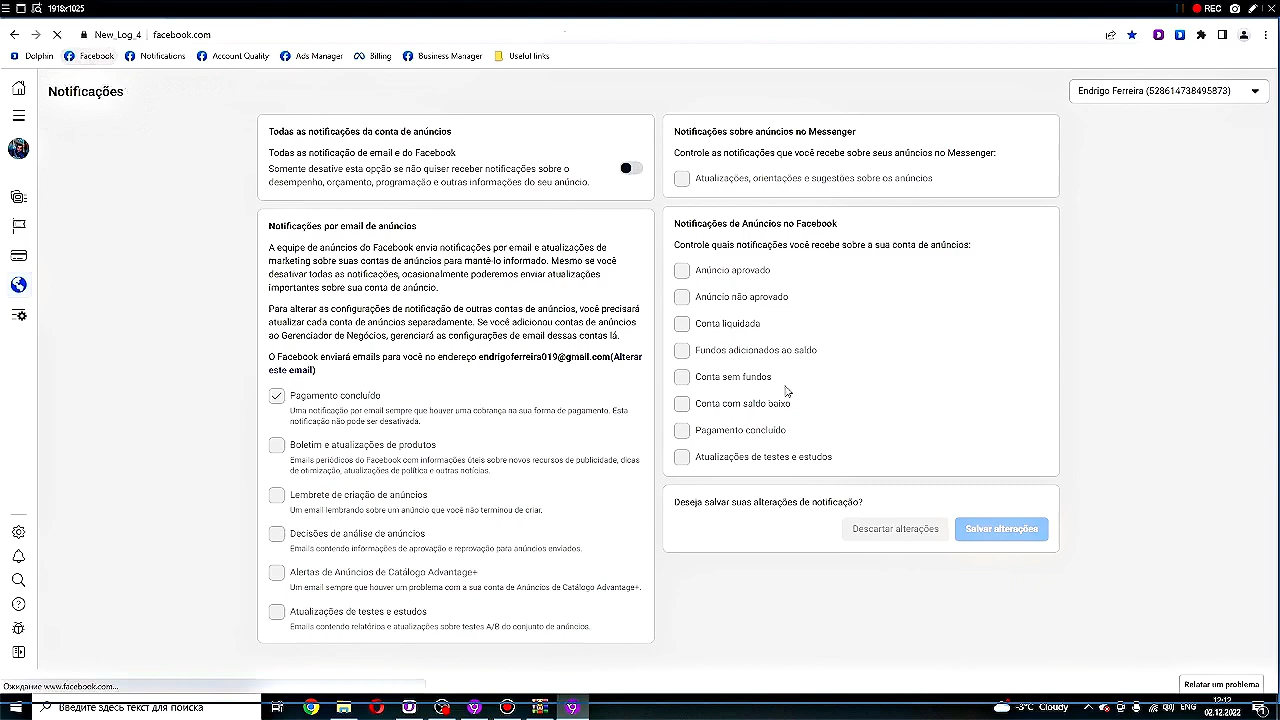 1918x1025
REC
New_Log_4
facebook.com
Dolphin
Facebook
Notifications
Account Quality
Ads Manager
Billing
Business Manager
Useful links
Notificações
Endrigo Ferreira (528614738495873)
Todas as notificações da conta de anúncios
Todas as notificação de email e do Facebook
Somente desative esta opção se não quiser receber notificações sobre o
desempenho, orçamento, programação e outras informações do seu anúncio.
Notificações por email de anúncios
A equipe de anúncios do Facebook envia notificações por email e atualizações de
marketing sobre suas contas de anúncios para mantê-lo informado. Mesmo se você
desativar todas as notificações, ocasionalmente poderemos enviar atualizações
importantes sobre sua conta de anúncio.
Para alterar as configurações de notificação de outras contas de anúncios, você precisará
atualizar cada conta de anúncios separadamente. Se você adicionou contas de anúncios
ao Gerenciador de Negócios, gerenciará as configurações de email dessas contas lá.
O Facebook enviará emails para você no endereço endrigoferreira019@gmail.com(Alterar
este email)
Pagamento concluído
Uma notificação por email sempre que houver uma cobrança na sua forma de pagamento. Esta
notificação não pode ser desativada.
Boletim e atualizações de produtos
Emails periódicos do Facebook com informações úteis sobre novos recursos de publicidade, dicas
de otimização, atualizações de política e outras notícias.
Lembrete de criação de anúncios
Um email lembrando sobre um anúncio que você não terminou de criar.
Decisões de análise de anúncios
Emails contendo informações de aprovação e reprovação para anúncios enviados.
Alertas de Anúncios de Catálogo Advantage+
Um email sempre que houver um problema com a sua conta de Anúncios de Catálogo Advantage+.
Atualizações de testes e estudos
Emails contendo relatórios e atualizações sobre testes A/B do conjunto de anúncios.
Notificações sobre anúncios no Messenger
Controle as notificações que você recebe sobre seus anúncios no Messenger:
Atualizações, orientações e sugestões sobre os anúncios
Notificações de Anúncios no Facebook
Controle quais notificações você recebe sobre a sua conta de anúncios:
Anúncio aprovado
Anúncio não aprovado
Conta liquidada
Fundos adicionados ao saldo
Conta sem fundos
Conta com saldo baixo
Pagamento concluído
Atualizações de testes e estudos
Deseja salvar suas alterações de notificação?
Descartar alterações
Salvar alterações
Relatar um problema
Ожидание www.facebook.com...
Введите здесь текст для поиска
-3°C Cloudy
ENG
12:12
02.12.2022